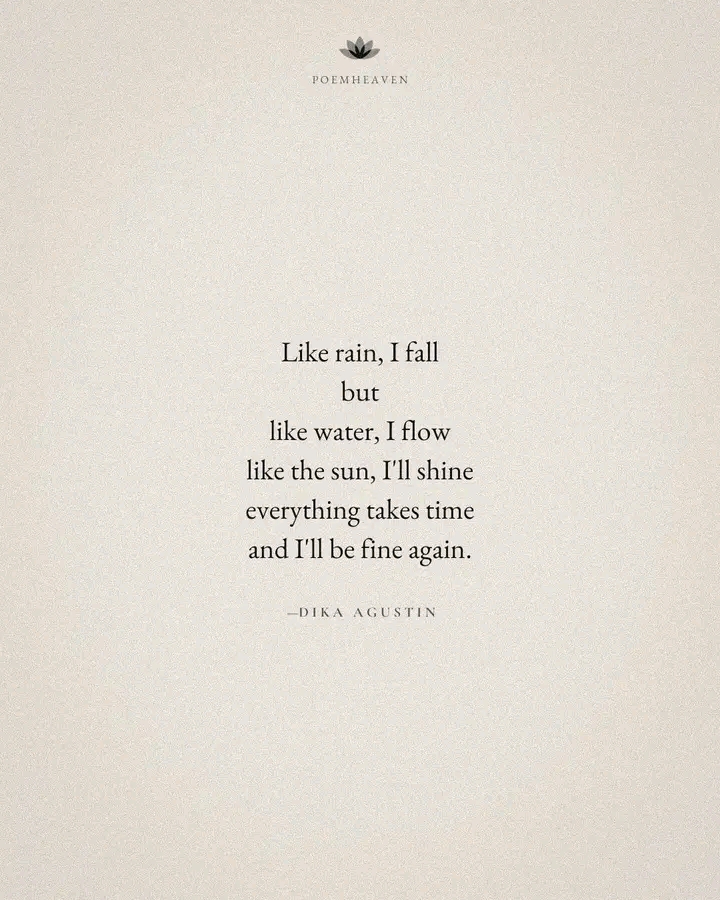 POEMHEAVEN
Like rain, I fall
but
like water, I flow
like the sun, I'll shine
everything takes time
and I'll be fine again.
—DIKA AGUSTIN